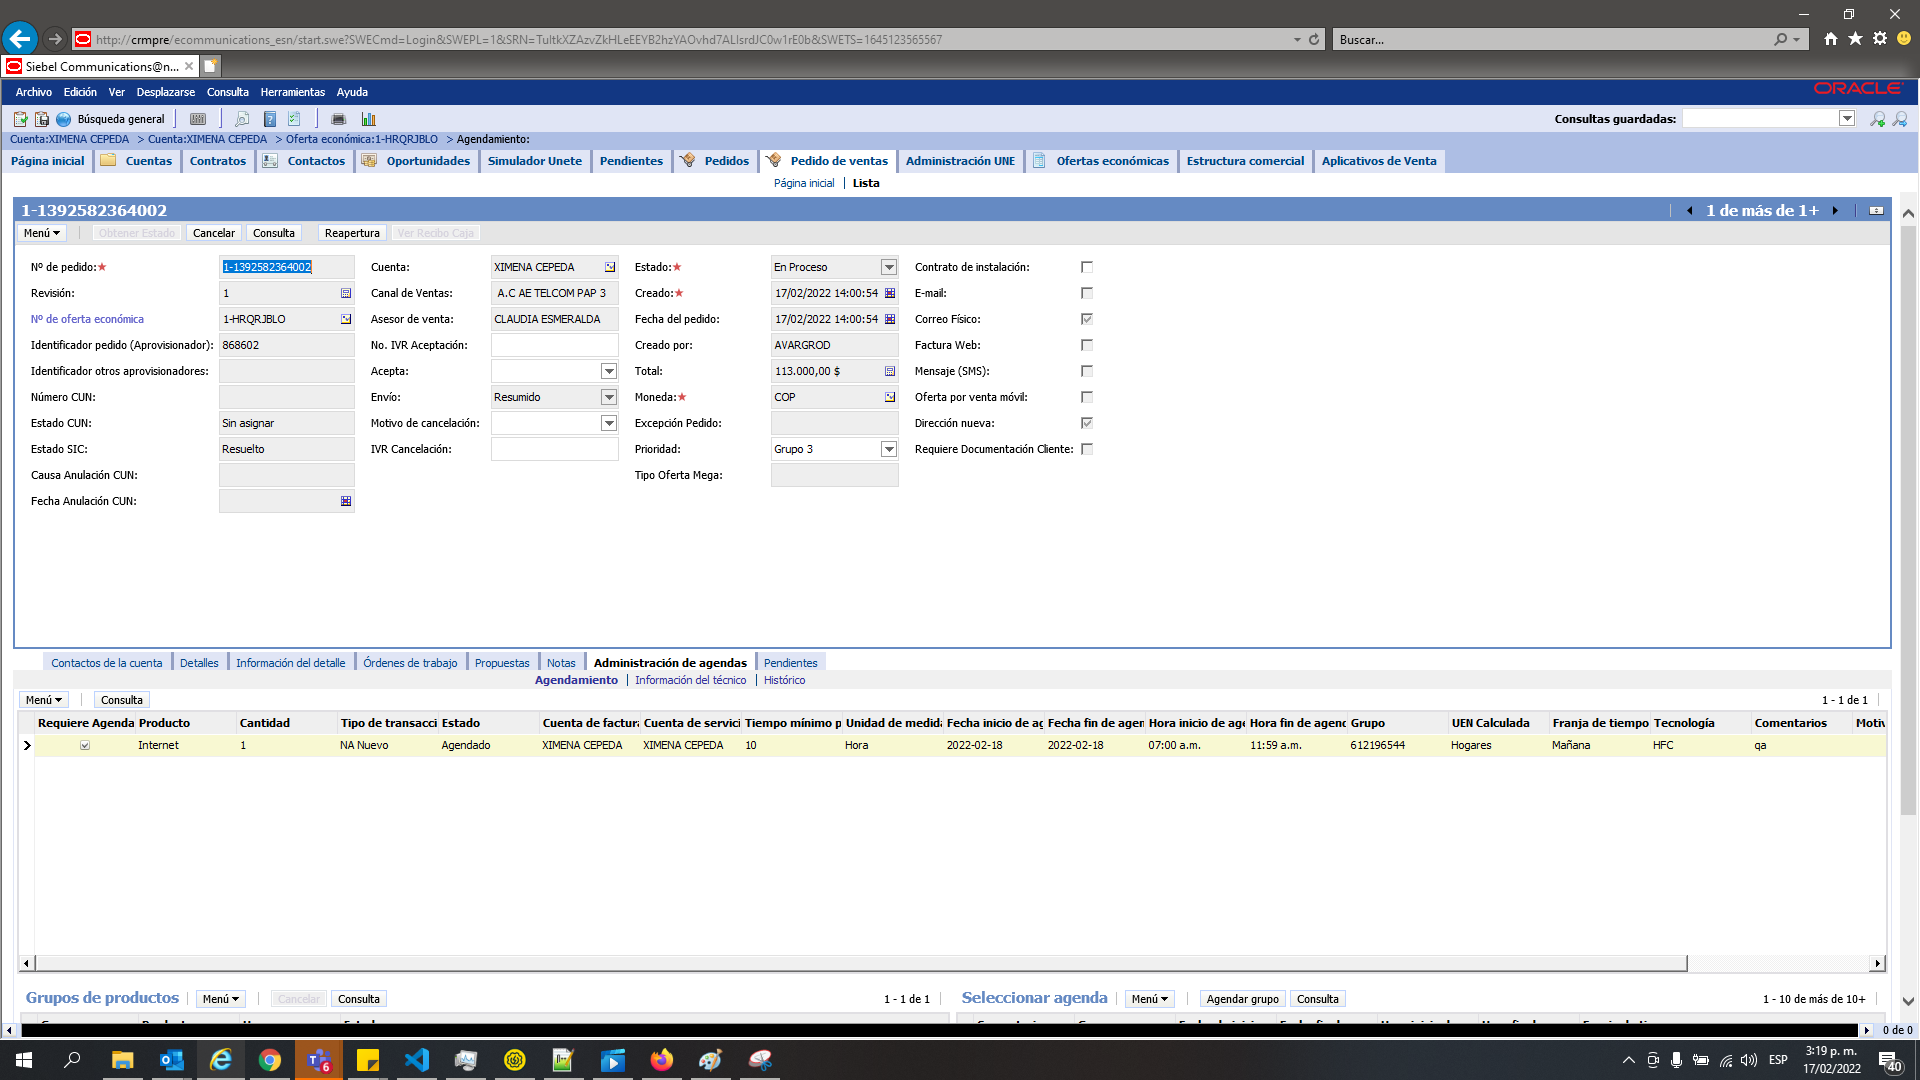 http://crmpre/ecommunications_esn/start.swe?SWECmd=Login&SWEPL=1&SRN=TultkXZAzvZkHLeEEYB2hzYAOvhd7ALlsrdJC0w1rE0b&SWETS=1645123565567
Buscar...
Siebel Communications@n...
Archivo Edición Ver Desplazarse Consulta Herramientas Ayuda
ORACLE
Búsqueda general
Consultas guardadas:
Cuenta:XIMENA CEPEDA > Cuenta:XIMENA CEPEDA > Oferta económica:1-HRQRJBLO > Agendamiento:
Página inicial Cuentas Contratos Contactos Oportunidades Simulador Unete Pendientes Pedidos Pedido de ventas Administración UNE Ofertas económicas Estructura comercial Aplicativos de Venta
Página inicial | Lista
1-1392582364002
1 de más de 1+
Menú Obtener Estado Cancelar Consulta Reapertura Ver Recibo Caja
Nº de pedido: 1-1392582364002 Cuenta: XIMENA CEPEDA Estado: En Proceso Contrato de instalación:
Revisión: 1 Canal de Ventas: A.C AE TELCOM PAP 3 Creado: 17/02/2022 14:00:54 E-mail:
Nº de oferta económica 1-HRQRJBLO Asesor de venta: CLAUDIA ESMERALDA Fecha del pedido: 17/02/2022 14:00:54 Correo Físico:
Identificador pedido (Aprovisionador): 868602 No. IVR Aceptación: Creado por: AVARGROD Factura Web:
Identificador otros aprovisionadores: Acepta: Total: 113.000,00 $ Mensaje (SMS):
Número CUN: Envío: Resumido Moneda: COP Oferta por venta móvil:
Estado CUN: Sin asignar Motivo de cancelación: Excepción Pedido: Dirección nueva:
Estado SIC: Resuelto IVR Cancelación: Prioridad: Grupo 3 Requiere Documentación Cliente:
Causa Anulación CUN: Tipo Oferta Mega:
Fecha Anulación CUN:
Contactos de la cuenta Detalles Información del detalle Órdenes de trabajo Propuestas Notas Administración de agendas Pendientes
Agendamiento | Información del técnico | Histórico
Menú Consulta 1 - 1 de 1
Requiere Agenda Producto Cantidad Tipo de transacci Estado Cuenta de factura Cuenta de servici Tiempo mínimo p Unidad de medida Fecha inicio de ag Fecha fin de agen Hora inicio de age Hora fin de agenc Grupo UEN Calculada Franja de tiempo Tecnología Comentarios Motiv
Internet 1 NA Nuevo Agendado XIMENA CEPEDA XIMENA CEPEDA 10 Hora 2022-02-18 2022-02-18 07:00 a.m. 11:59 a.m. 612196544 Hogares Mañana HFC qa
Grupos de productos Menú Cancelar Consulta 1 - 1 de 1 Seleccionar agenda Menú Agendar grupo Consulta 1 - 10 de más de 10+
0 de 0
6
ESP
3:19 p. m.
17/02/2022
40